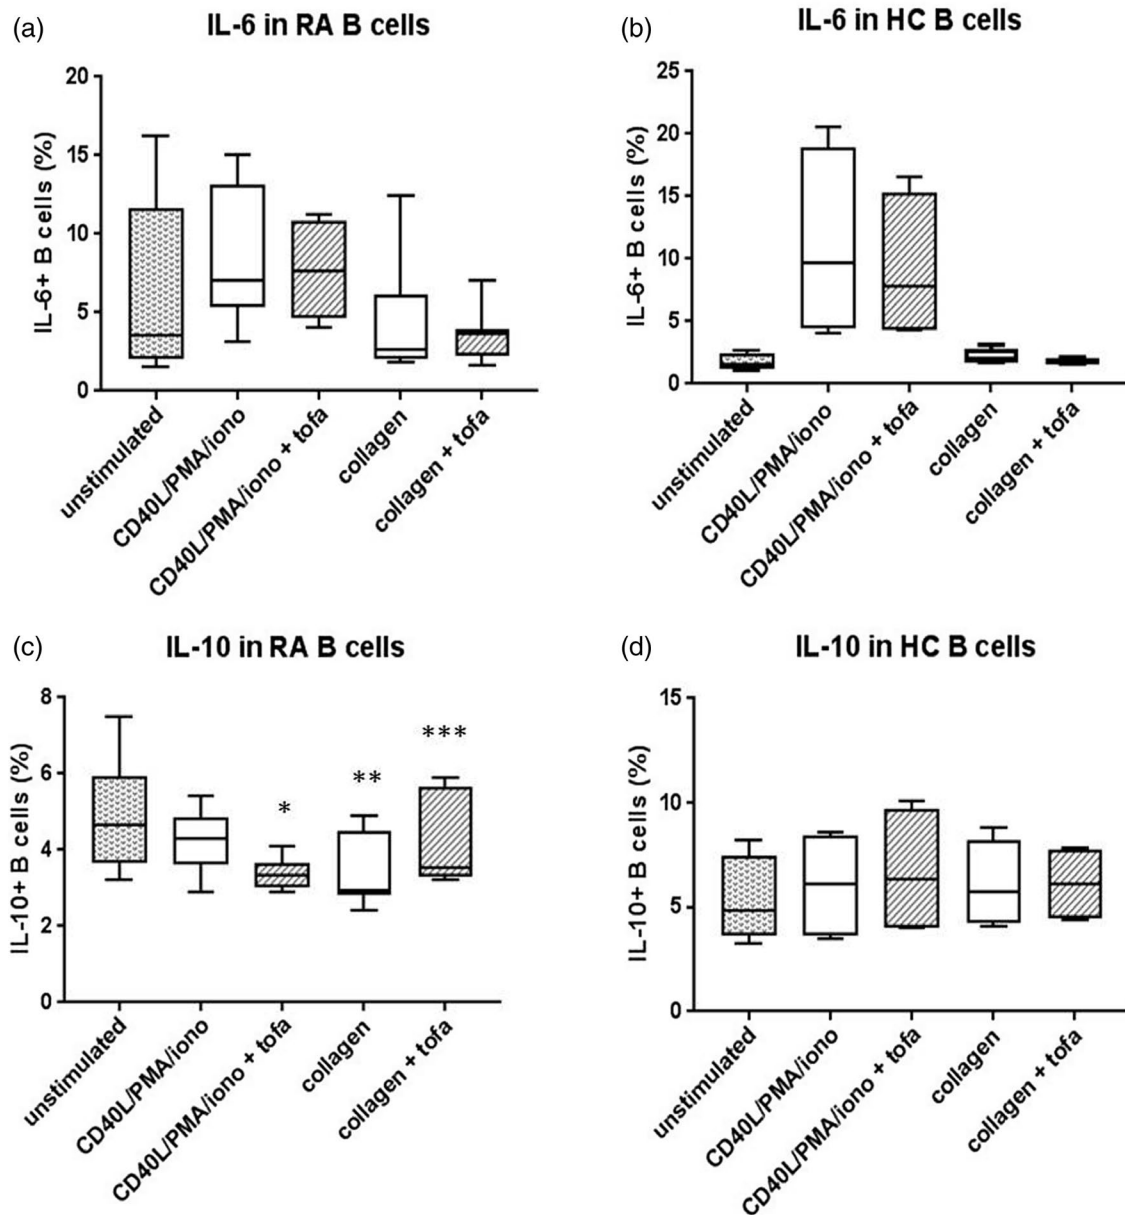 (a)
IL-6 in RA B cells
IL-6+ B cells (%)
20
15
10
5
0
unstimulated
CD40L/PMA/iono
CD40L/PMA/iono + tofa
collagen
collagen + tofa
(b)
IL-6 in HC B cells
IL-6+ B cells (%)
25
20
15
10
5
0
unstimulated
CD40L/PMA/iono
CD40L/PMA/iono + tofa
collagen
collagen + tofa
(c)
IL-10 in RA B cells
IL-10+ B cells (%)
8
6
4
2
0
*
**
***
unstimulated
CD40L/PMA/iono
CD40L/PMA/iono + tofa
collagen
collagen + tofa
(d)
IL-10 in HC B cells
IL-10+ B cells (%)
15
10
5
0
unstimulated
CD40L/PMA/iono
CD40L/PMA/iono + tofa
collagen
collagen + tofa